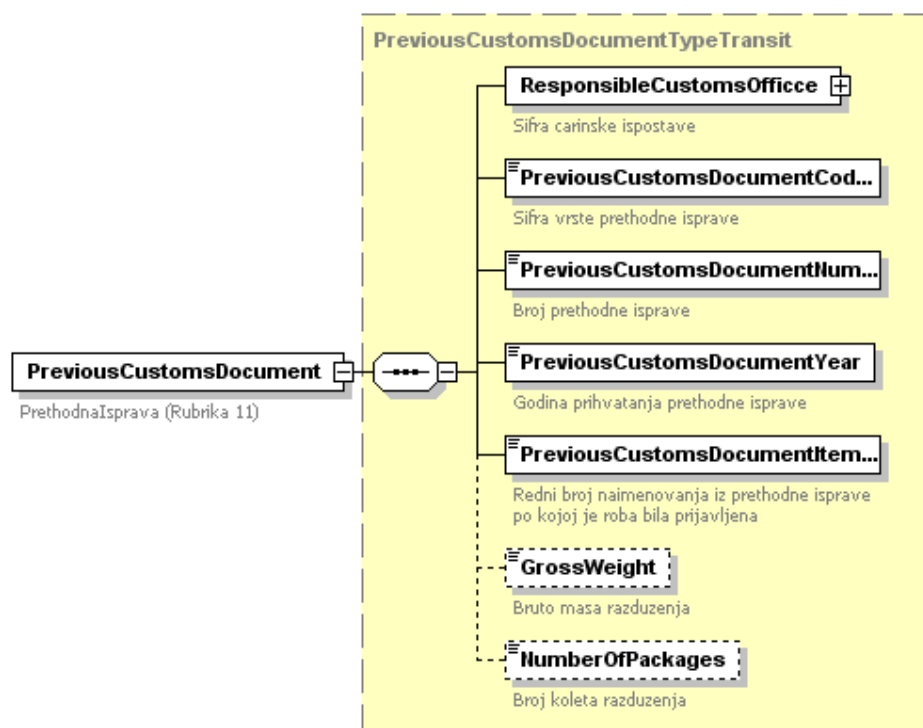 PreviousCustomsDocumentTypeTransit
ResponsibleCustomsOfficce
Sifra carinske ispostave
PreviousCustomsDocumentCod...
Sifra vrste prethodne isprave
PreviousCustomsDocumentNum...
Broj prethodne isprave
PreviousCustomsDocument
PrethodnaIsprava (Rubrika 11)
PreviousCustomsDocumentYear
Godina prihvatanja prethodne isprave
PreviousCustomsDocumentItem...
Redni broj naimenovanja iz prethodne isprave
po kojoj je roba bila prijavljena
GrossWeight
Bruto masa razduzenja
NumberOfPackages
Broj koleta razduzenja